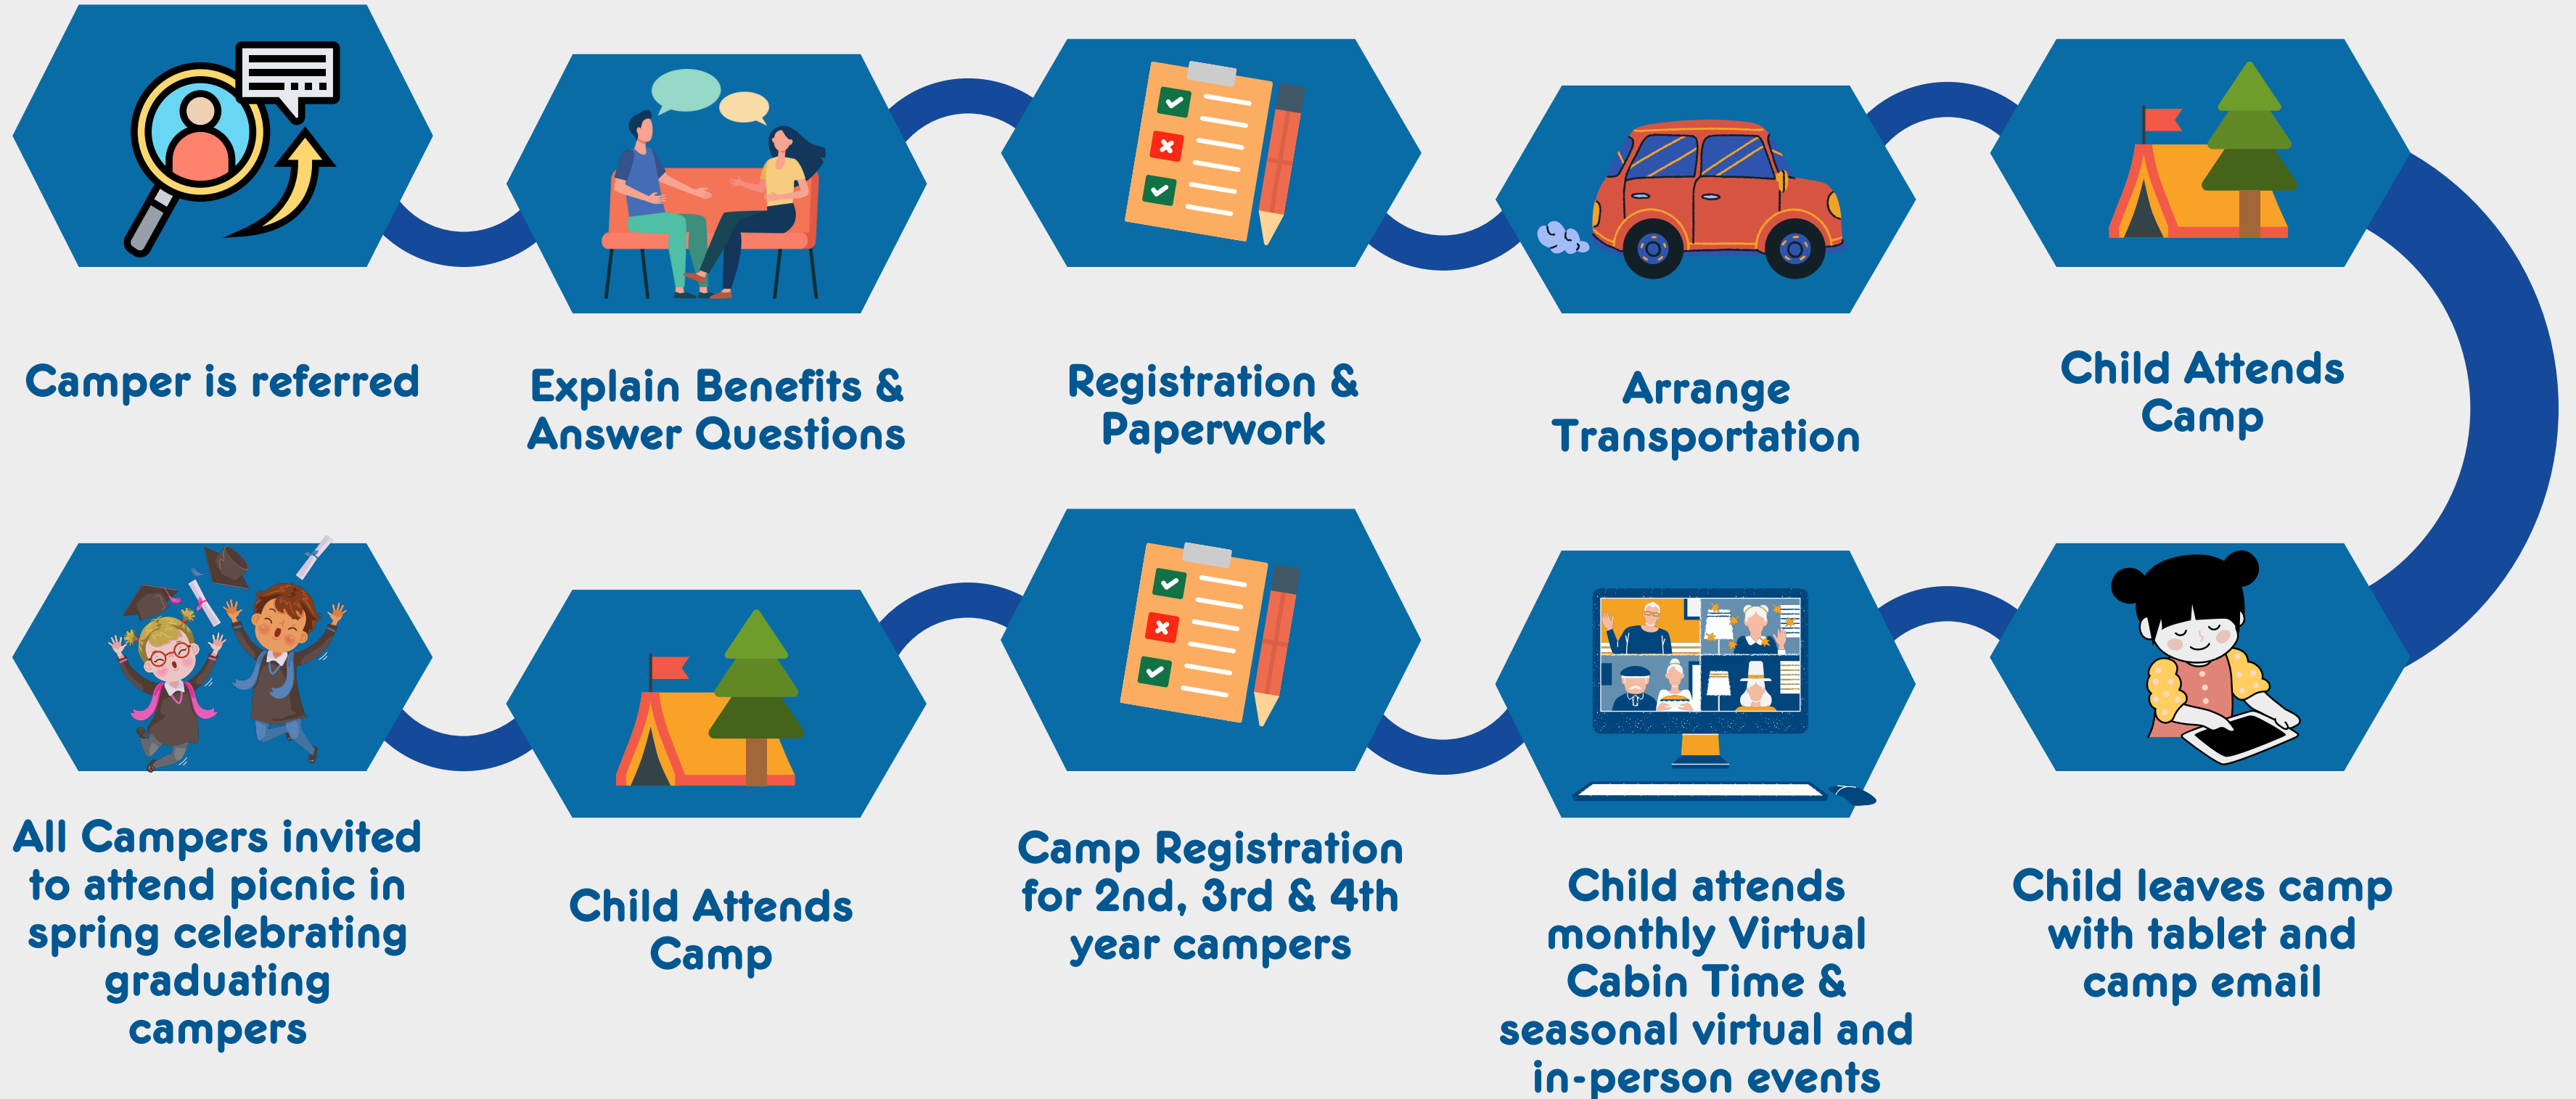 Camper is referred
Explain Benefits &
Answer Questions
Registration &
Paperwork
Arrange
Transportation
Child Attends
Camp
All Campers invited
to attend picnic in
spring celebrating
graduating
campers
Child Attends
Camp
Camp Registration
for 2nd, 3rd & 4th
year campers
Child attends
monthly Virtual
Cabin Time &
seasonal virtual and
in-person events
Child leaves camp
with tablet and
camp email